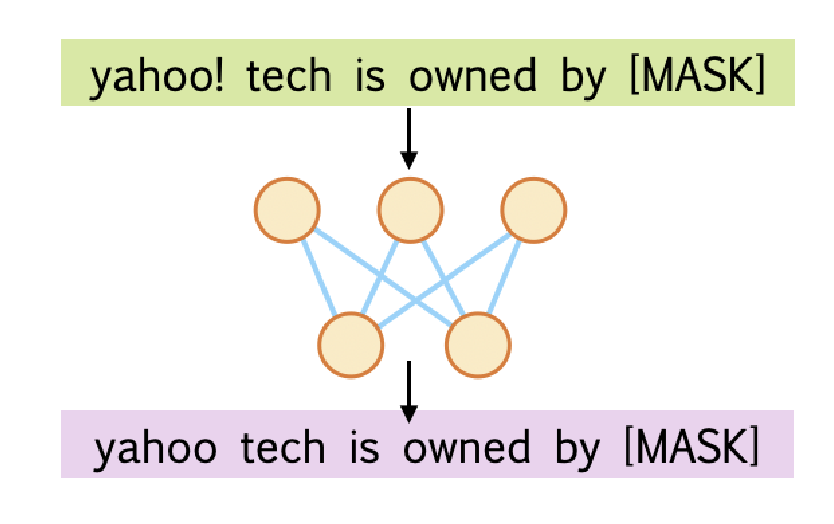 yahoo! tech is owned by [MASK]
yahoo tech is owned by [MASK]